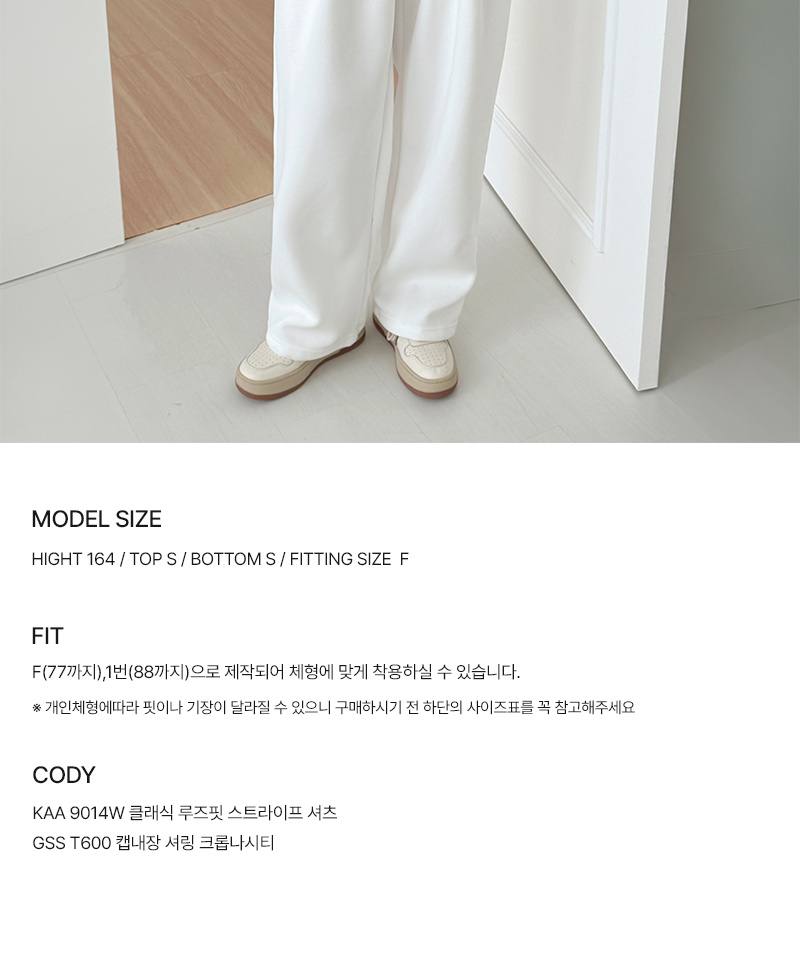 MODEL SIZE
HIGHT 164 / TOP S / BOTTOM S / FITTING SIZE F
FIT
F(77까지),1번(88까지)으로 제작되어 체형에 맞게 착용하실 수 있습니다.
※ 개인체형에따라 핏이나 기장이 달라질 수 있으니 구매하시기 전 하단의 사이즈표를 꼭 참고해주세요
CODY
KAA 9014W 클래식 루즈핏 스트라이프 셔츠
GSS T600 캡내장 셔링 크롭나시티